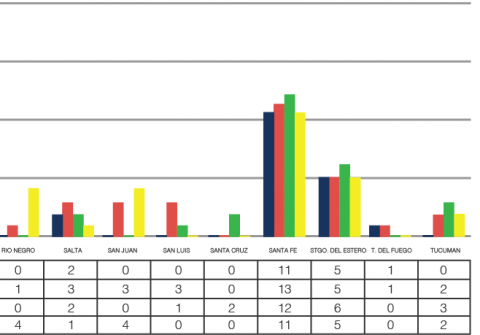 RIO NEGRO SALTA SAN JUAN SAN LUIS SANTA CRUZ SANTA FE STGO. DEL ESTERO T. DEL FUEGO TUCUMAN
0 2 0 0 0 11 5 1 0
1 3 3 3 0 13 5 1 2
0 2 0 1 2 12 6 0 3
4 1 4 0 0 11 5 0 2